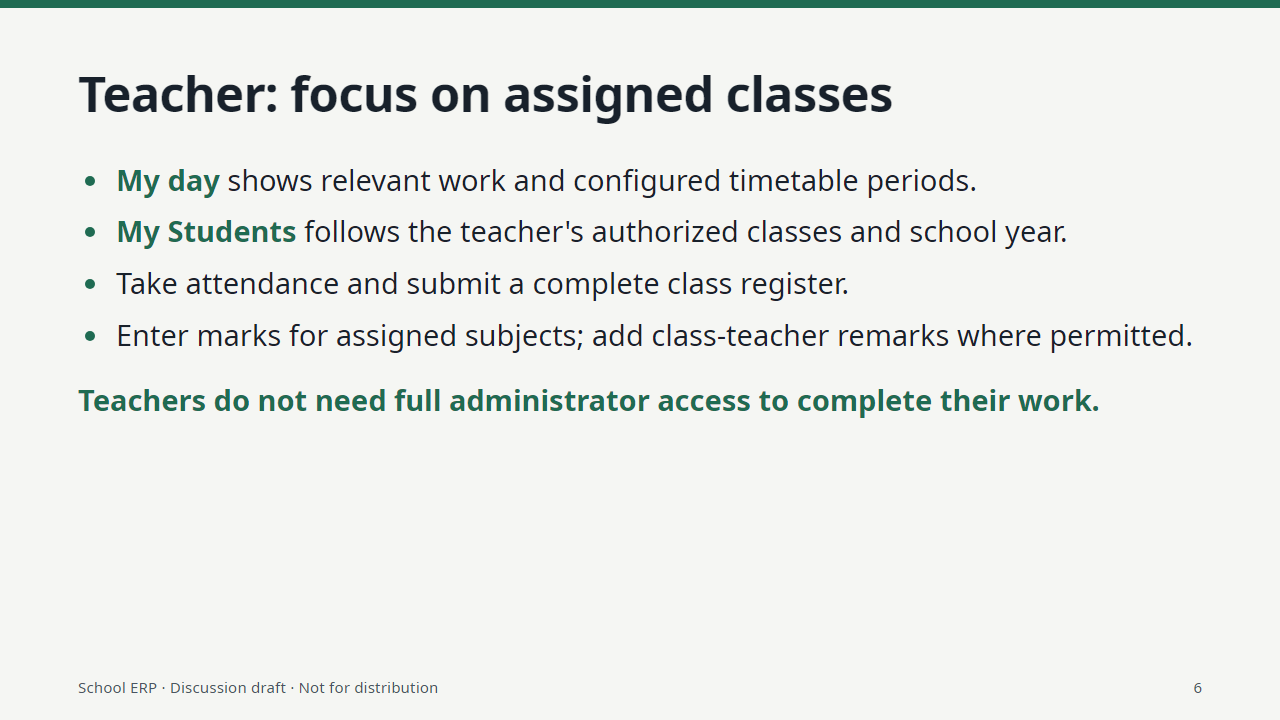 Teacher: focus on assigned classes
My day shows relevant work and configured timetable periods.
My Students follows the teacher's authorized classes and school year.
Take attendance and submit a complete class register.
Enter marks for assigned subjects; add class-teacher remarks where permitted.
Teachers do not need full administrator access to complete their work.
School ERP · Discussion draft · Not for distribution
6